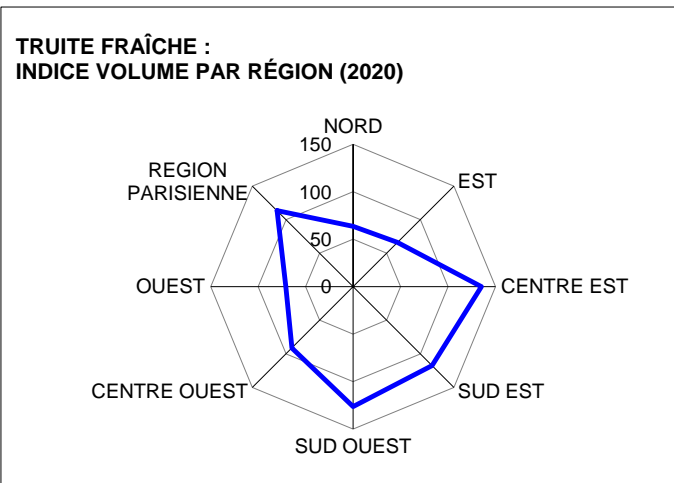 TRUITE FRAÎCHE :
INDICE VOLUME PAR RÉGION (2020)
NORD
150
REGION
PARISIENNE
EST
100
50
OUEST
0
CENTRE EST
CENTRE OUEST
SUD EST
SUD OUEST